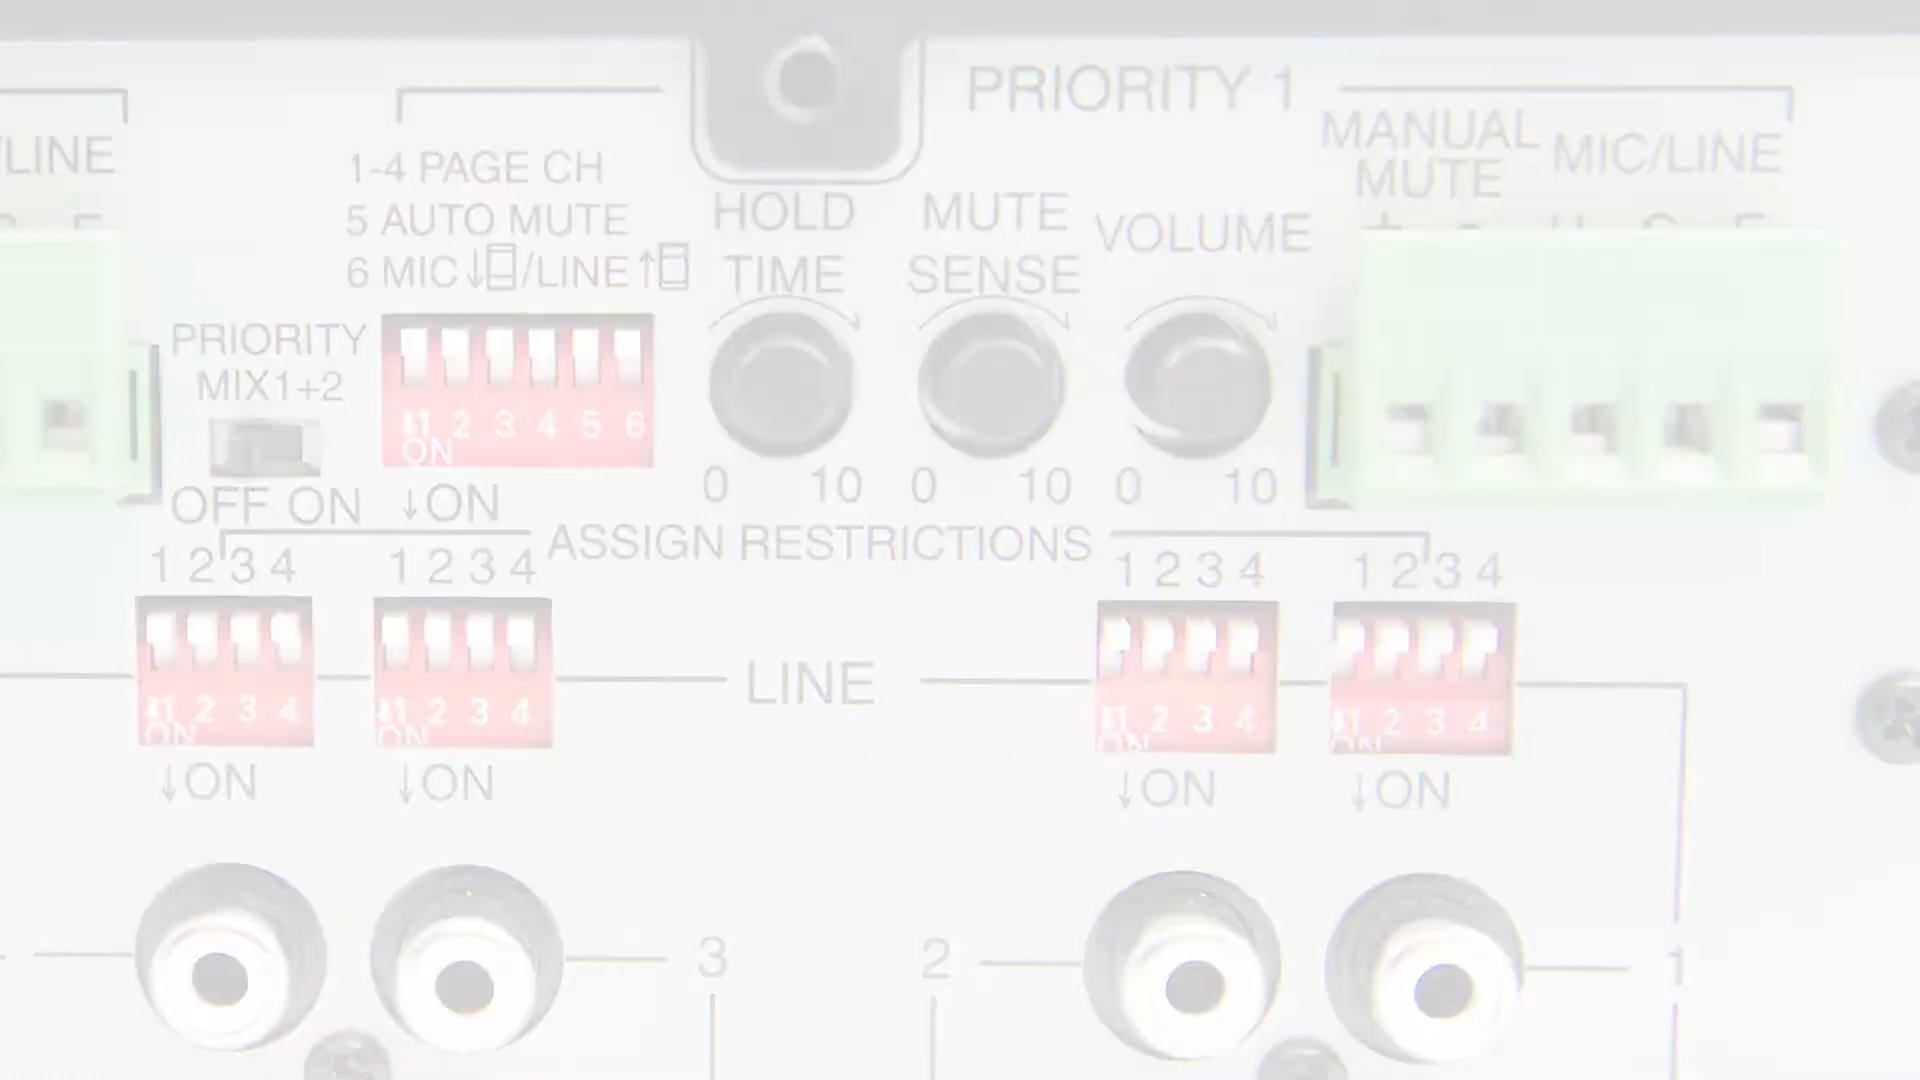 PRIORITY 1
/LINE
1-4 PAGE CH
5 AUTO MUTE
6 MIC↓/LINE↑
HOLD TIME
MUTE SENSE
VOLUME
MANUAL MUTE
MIC/LINE
PRIORITY
MIX1+2
OFF ON
1 2 3 4 5 6
ON
↓ON
0 10
0 10
0 10
ASSIGN RESTRICTIONS
1 2 3 4
1 2 3 4
1 2 3 4
1 2 3 4
1 2 3 4
1 2 3 4
1 2 3 4
1 2 3 4
ON
ON
ON
ON
LINE
↓ON
↓ON
↓ON
↓ON
3
2
1